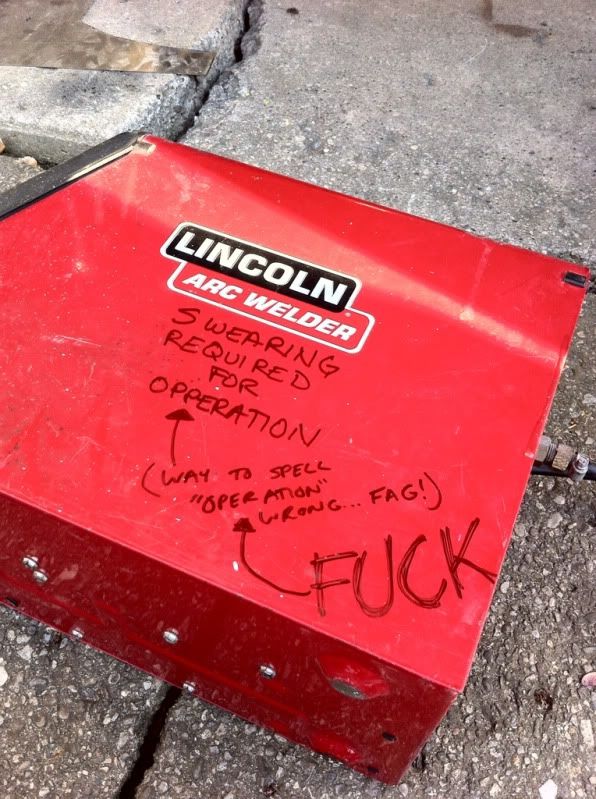 LINCOLN
ARC WELDER
SWEARING
REQUIRED
FOR
OPPERATION
(WAY TO SPELL
"OPERATION"
WRONG... FAG!)
FUCK